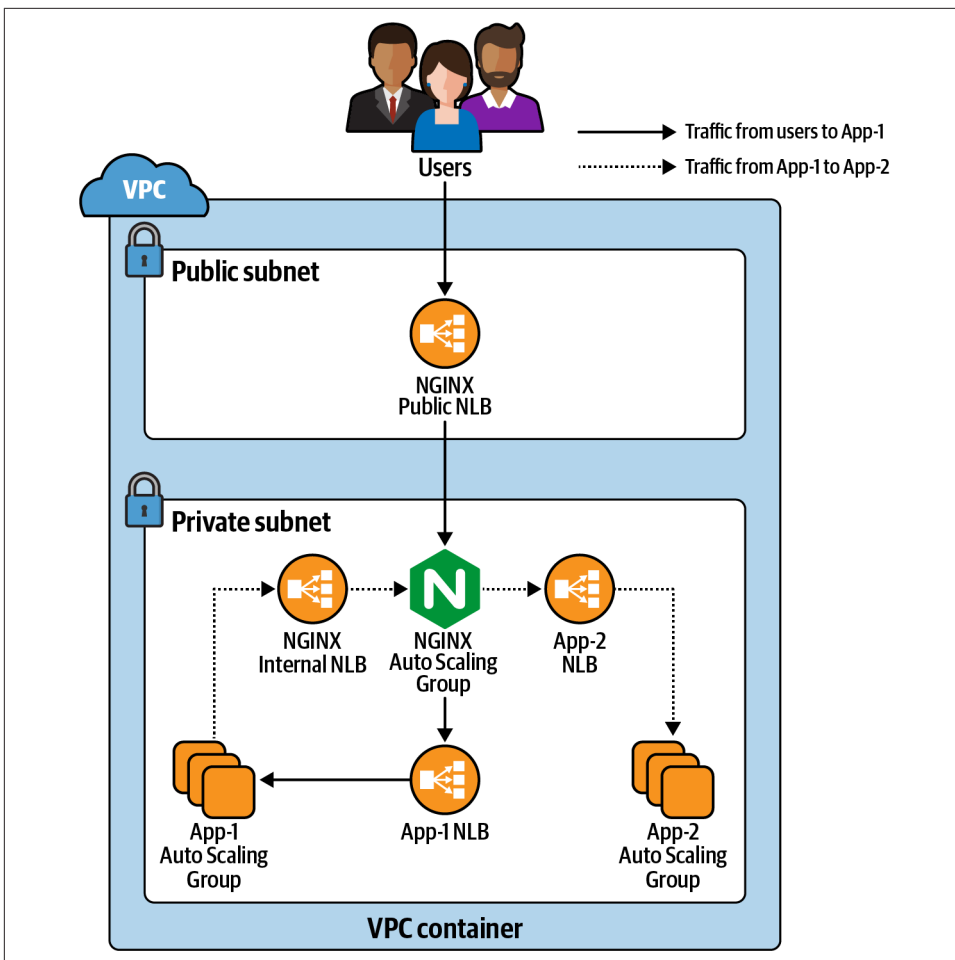 Users
Traffic from users to App-1
Traffic from App-1 to App-2
VPC
Public subnet
NGINX
Public NLB
Private subnet
N
NGINX
Internal NLB
NGINX
Auto Scaling
Group
App-2
NLB
App-1
Auto Scaling
Group
App-1 NLB
App-2
Auto Scaling
Group
VPC container